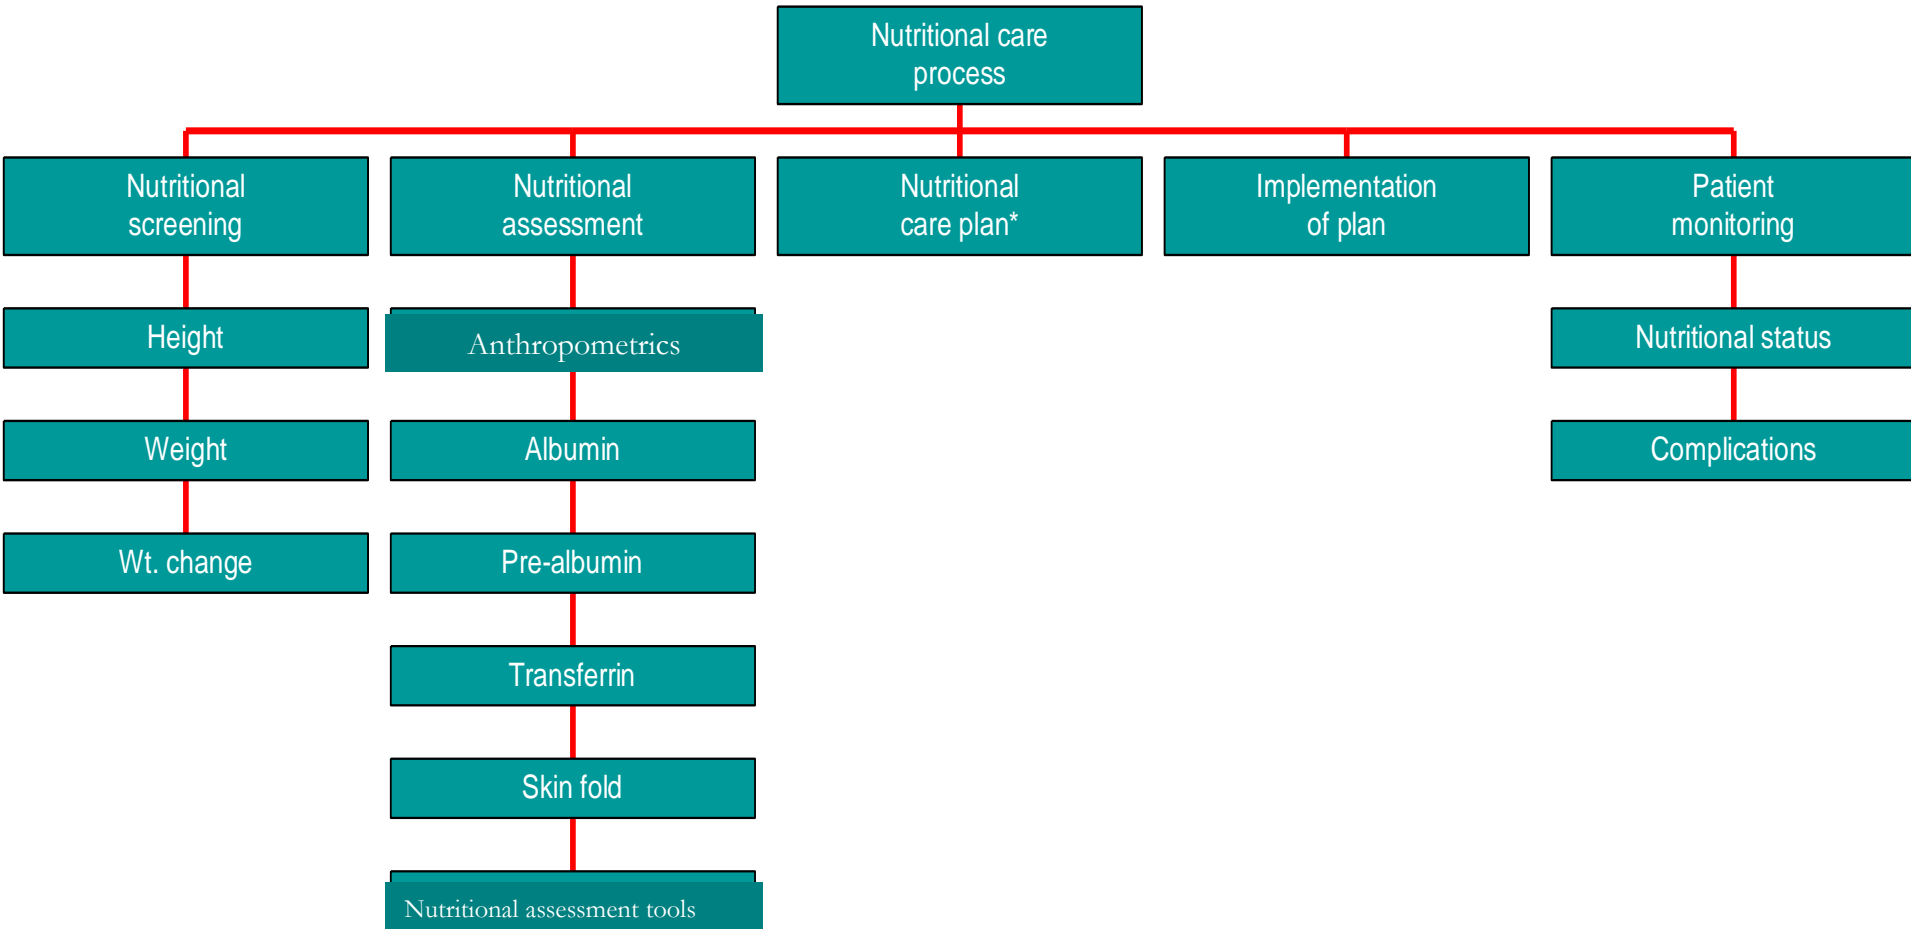 Nutritional care
process
Nutritional
screening
Nutritional
assessment
Nutritional
care plan*
Implementation
of plan
Patient
monitoring
Height
Anthropometrics
Nutritional status
Weight
Albumin
Complications
Wt. change
Pre-albumin
Transferrin
Skin fold
Nutritional assessment tools